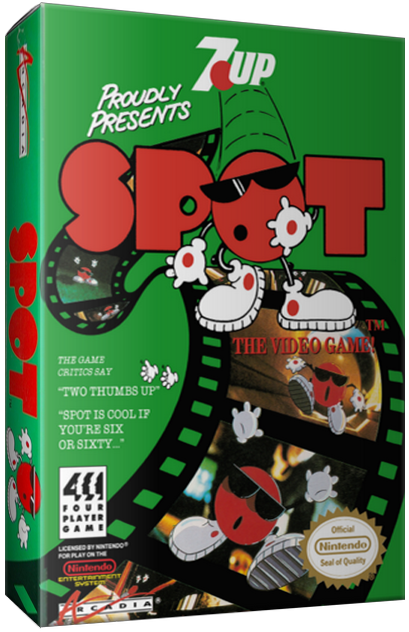 7UP
PROUDLY
PRESENTS
SPOT
TM
THE VIDEO GAME!
THE GAME
CRITICS SAY
"TWO THUMBS UP"
"SPOT IS COOL IF
YOU'RE SIX
OR SIXTY..."
4
FOUR
PLAYER
GAME
LICENSED BY NINTENDO®
FOR PLAY ON THE
Nintendo
ENTERTAINMENT
SYSTEM
ARCADIA
Official
Nintendo
Seal of Quality
ARCADIA
SPOT